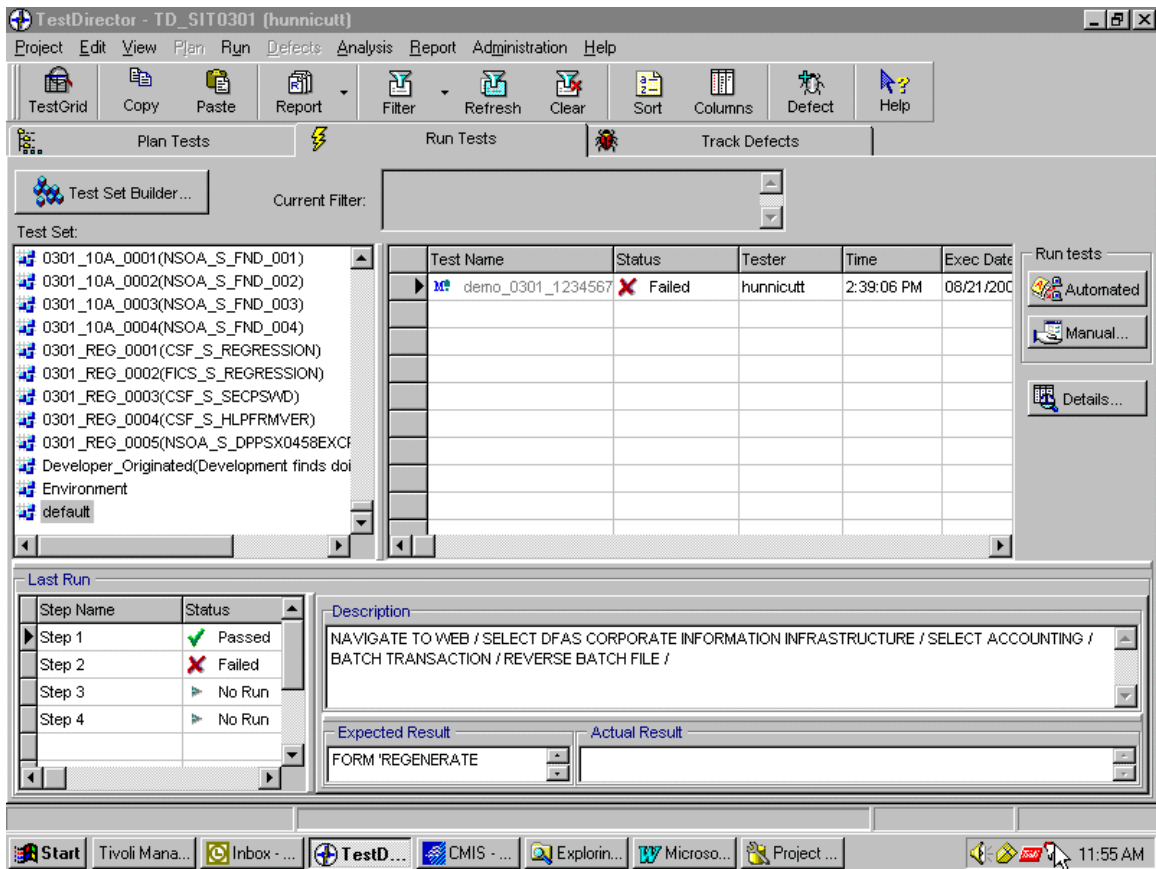 TestDirector - TD_SIT0301 (hunnicutt)
Project Edit View Plan Run Defects Analysis Report Administration Help
TestGrid Copy Paste Report Filter Refresh Clear Sort Columns Defect Help
Plan Tests Run Tests Track Defects
Test Set Builder... Current Filter:
Test Set:
0301_10A_0001(NSOA_S_FND_001)
0301_10A_0002(NSOA_S_FND_002)
0301_10A_0003(NSOA_S_FND_003)
0301_10A_0004(NSOA_S_FND_004)
0301_REG_0001(CSF_S_REGRESSION)
0301_REG_0002(FICS_S_REGRESSION)
0301_REG_0003(CSF_S_SECPSWD)
0301_REG_0004(CSF_S_HLPFRMVER)
0301_REG_0005(NSOA_S_DPPSX0458EXCF
Developer_Originated(Development finds doi
Environment
default
Test Name Status Tester Time Exec Date
demo_0301_1234567 Failed hunnicutt 2:39:06 PM 08/21/200
Run tests
Automated
Manual...
Details...
Last Run
Step Name Status
Step 1 Passed
Step 2 Failed
Step 3 No Run
Step 4 No Run
Description
NAVIGATE TO WEB / SELECT DFAS CORPORATE INFORMATION INFRASTRUCTURE / SELECT ACCOUNTING /
BATCH TRANSACTION / REVERSE BATCH FILE /
Expected Result Actual Result
FORM 'REGENERATE
Start Tivoli Mana... Inbox - ... TestD... CMIS - ... Explorin... Microso... Project ... 11:55 AM